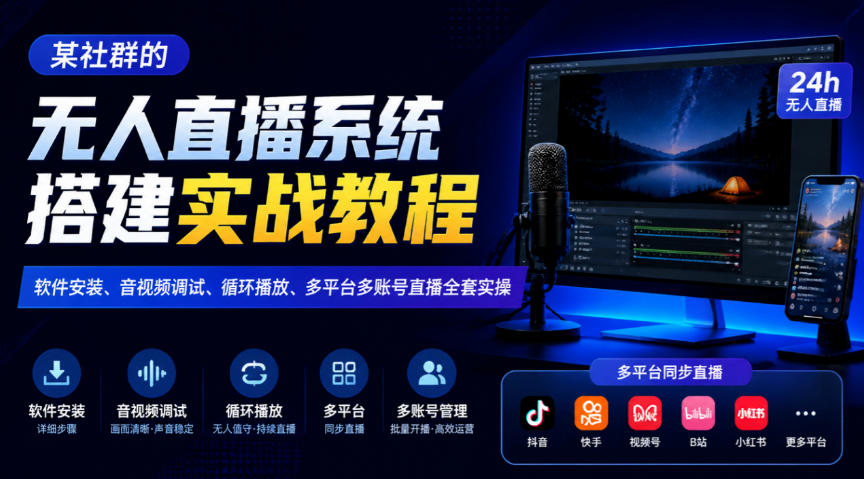 某社群的
无人直播系统
搭建实战教程
软件安装、音视频调试、循环播放、多平台多账号直播全套实操
24h
无人直播
软件安装
详细步骤
音视频调试
画面清晰·声音稳定
循环播放
无人值守·持续直播
多平台
同步直播
多账号管理
批量开播·高效运营
多平台同步直播
抖音
快手
视频号
bilibili
B站
小红书
小红书
更多平台